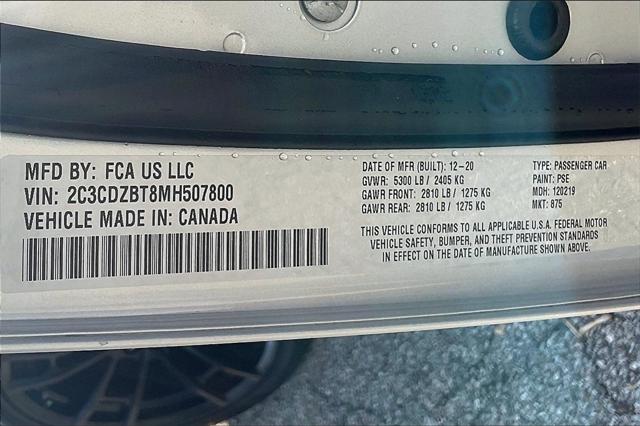 MFD BY: FCA US LLC
VIN: 2C3CDZBT8MH507800
VEHICLE MADE IN: CANADA
DATE OF MFR (BUILT): 12-20
GVWR: 5300 LB / 2405 KG
GAWR FRONT: 2810 LB / 1275 KG
GAWR REAR: 2810 LB / 1275 KG
TYPE: PASSENGER CAR
PAINT: PSE
MDH: 120219
MKT: 875
THIS VEHICLE CONFORMS TO ALL APPLICABLE U.S.A. FEDERAL MOTOR
VEHICLE SAFETY, BUMPER, AND THEFT PREVENTION STANDARDS
IN EFFECT ON THE DATE OF MANUFACTURE SHOWN ABOVE.